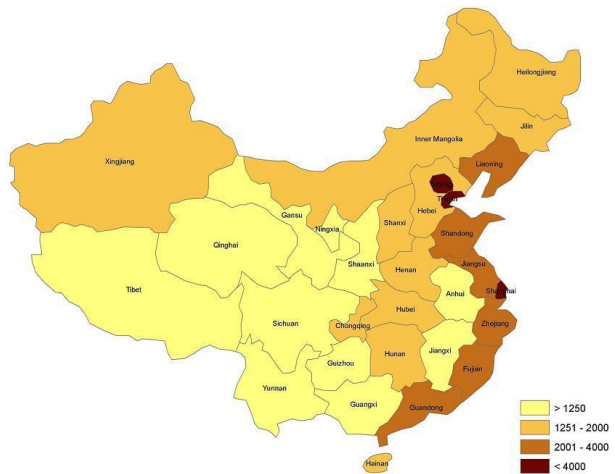 Heilongjiang
Jilin
Inner Mangolia
Liaoning
Xingjiang
Hebei
Gansu
Ningxia
Shanxi
Shandong
Qinghai
Shaanxi
Henan
Jiangsu
Tibet
Anhui
Shanghai
Sichuan
Chongqing
Hubei
Zhejiang
Guizhou
Hunan
Jiangxi
Fujian
Yunnan
Guangxi
Guandong
Hainan
> 1250
1251 - 2000
2001 - 4000
< 4000